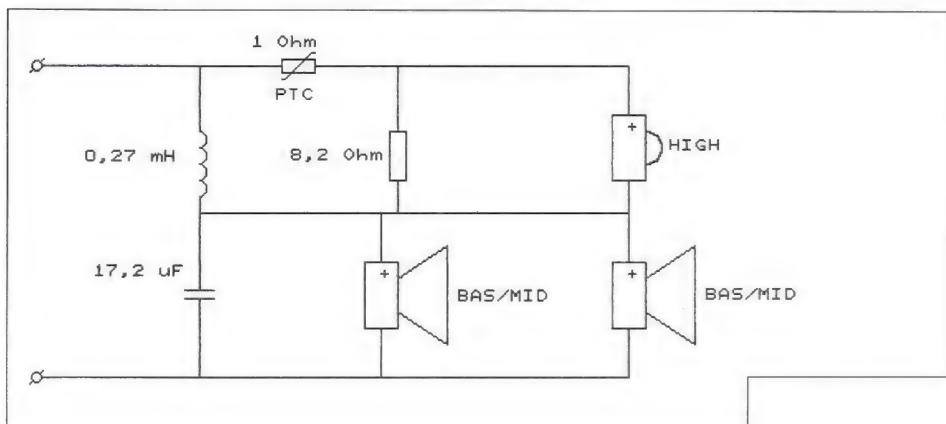 1 Ohm
PTC
0,27 mH
8,2 Ohm
HIGH
17,2 uF
BAS/MID
BAS/MID
+
+
+